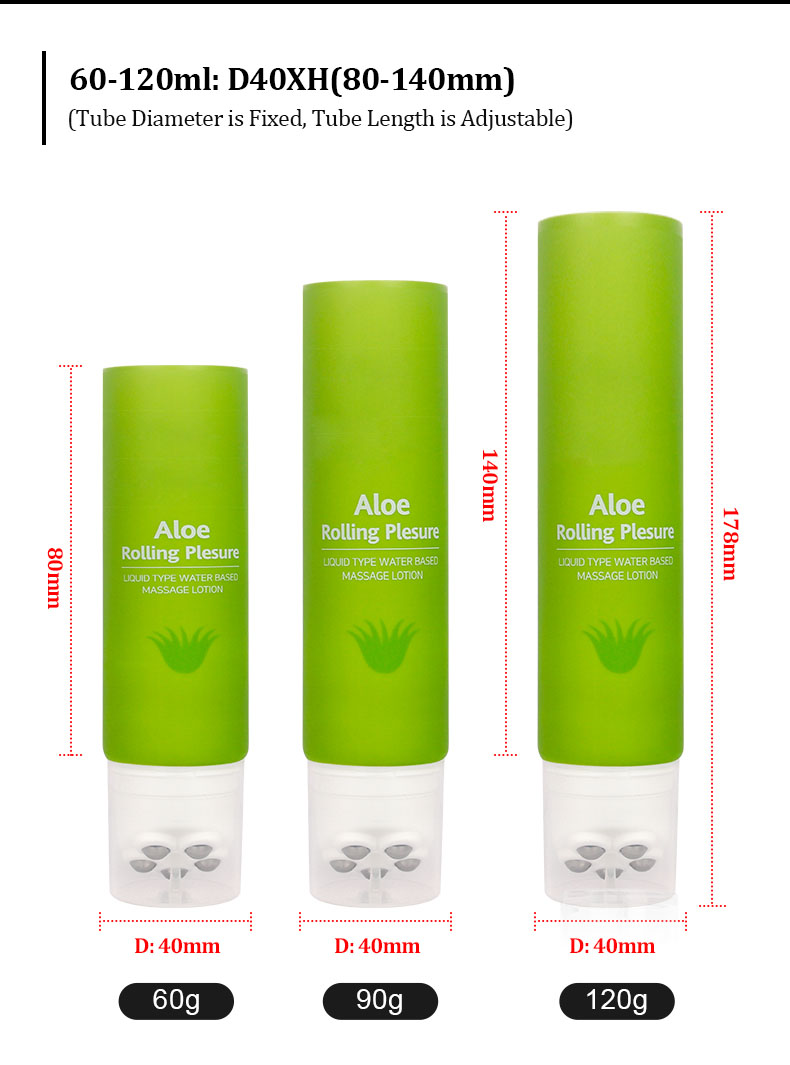 60-120ml: D40XH(80-140mm)
(Tube Diameter is Fixed, Tube Length is Adjustable)
80mm
Aloe
Rolling Plesure
LIQUID TYPE WATER BASED
MASSAGE LOTION
D: 40mm
60g
Aloe
Rolling Plesure
LIQUID TYPE WATER BASED
MASSAGE LOTION
D: 40mm
90g
140mm
Aloe
Rolling Plesure
LIQUID TYPE WATER BASED
MASSAGE LOTION
178mm
D: 40mm
120g